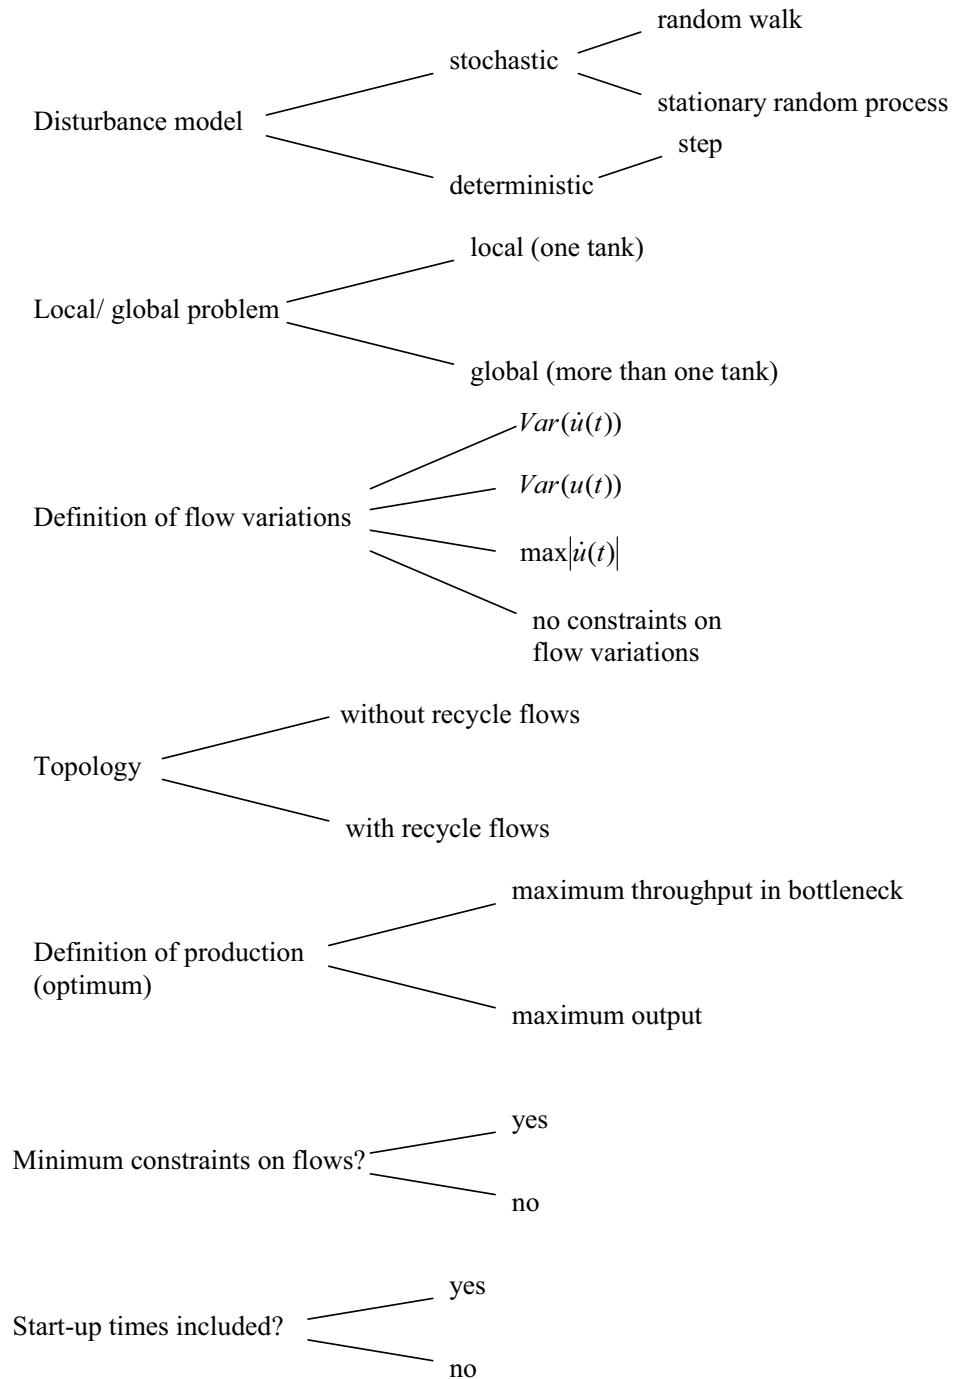 random walk
stochastic
Disturbance model
stationary random process
step
deterministic
local (one tank)
Local/ global problem
global (more than one tank)
Var(u̇(t))
Var(u(t))
Definition of flow variations
max|u̇(t)|
no constraints on
flow variations
without recycle flows
Topology
with recycle flows
maximum throughput in bottleneck
Definition of production
(optimum)
maximum output
yes
Minimum constraints on flows?
no
yes
Start-up times included?
no